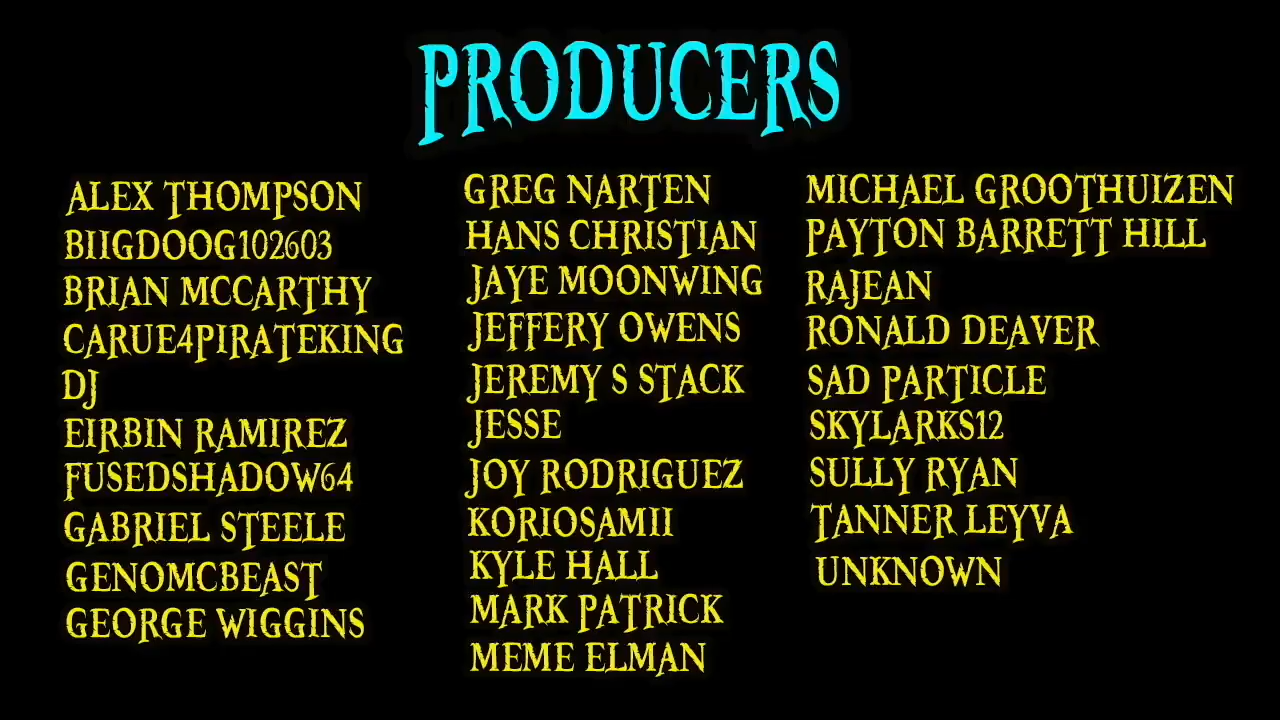 PRODUCERS
ALEX THOMPSON
BIIGDOOG102603
BRIAN MCCARTHY
CARUE4PIRATEKING
DJ
EIRBIN RAMIREZ
FUSEDSHADOW64
GABRIEL STEELE
GENOMCBEAST
GEORGE WIGGINS
GREG NARTEN
HANS CHRISTIAN
JAYE MOONWING
JEFFERY OWENS
JEREMY S STACK
JESSE
JOY RODRIGUEZ
KORIOSAMII
KYLE HALL
MARK PATRICK
MEME ELMAN
MICHAEL GROOTHUIZEN
PAYTON BARRETT HILL
RAJEAN
RONALD DEAVER
SAD PARTICLE
SKYLARKS12
SULLY RYAN
TANNER LEYVA
UNKNOWN